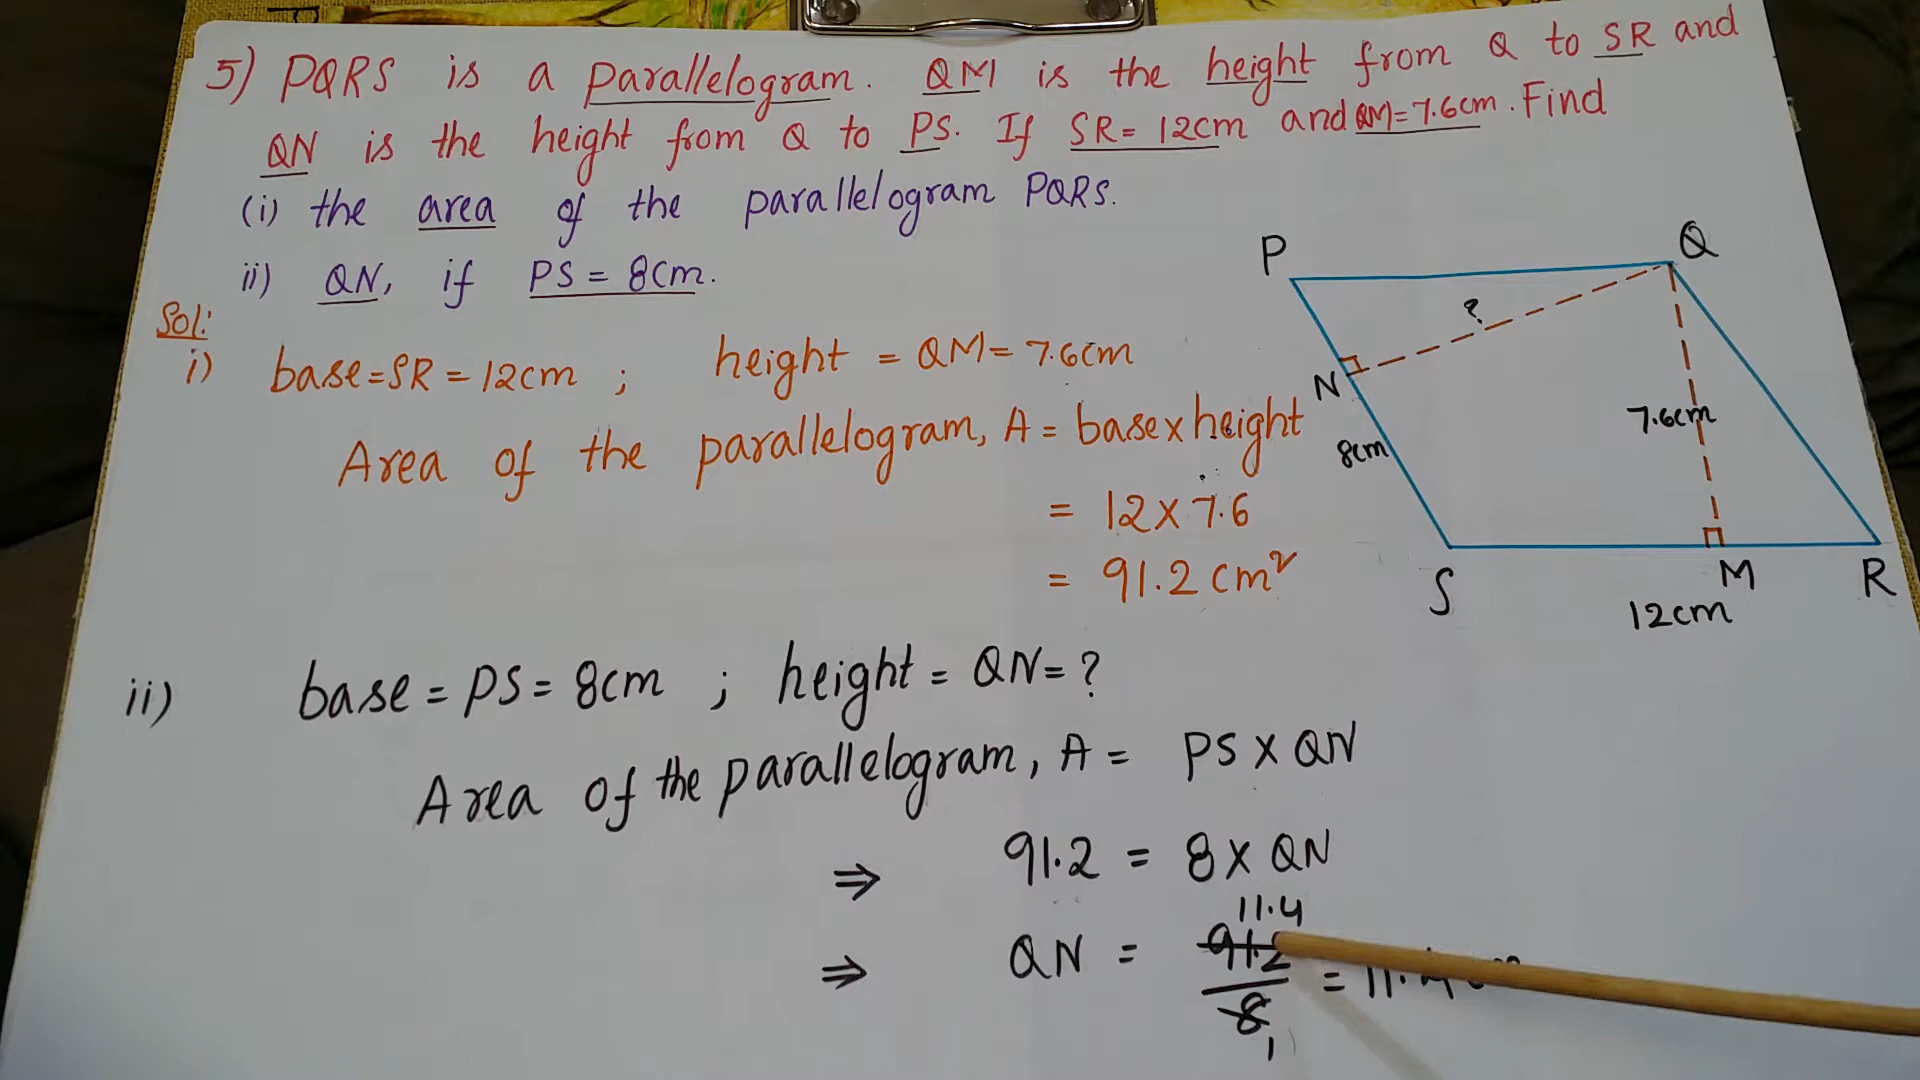 5) PQRS is a parallelogram. QM is the height from Q to SR and
QN is the height from Q to PS. If SR = 12cm and QM = 7.6cm. Find
(i) the area of the parallelogram PQRS.
ii) QN, if PS = 8cm.
Sol:
i) base = SR = 12cm ; height = QM = 7.6cm
Area of the parallelogram, A = base x height
= 12 x 7.6
= 91.2 cm²
P
Q
?
N
8cm
7.6cm
S
M
R
12cm
ii) base = PS = 8cm ; height = QN = ?
Area of the parallelogram, A = PS x QN
⇒ 91.2 = 8 x QN
11.4
⇒ QN = 91.2/8 =
1